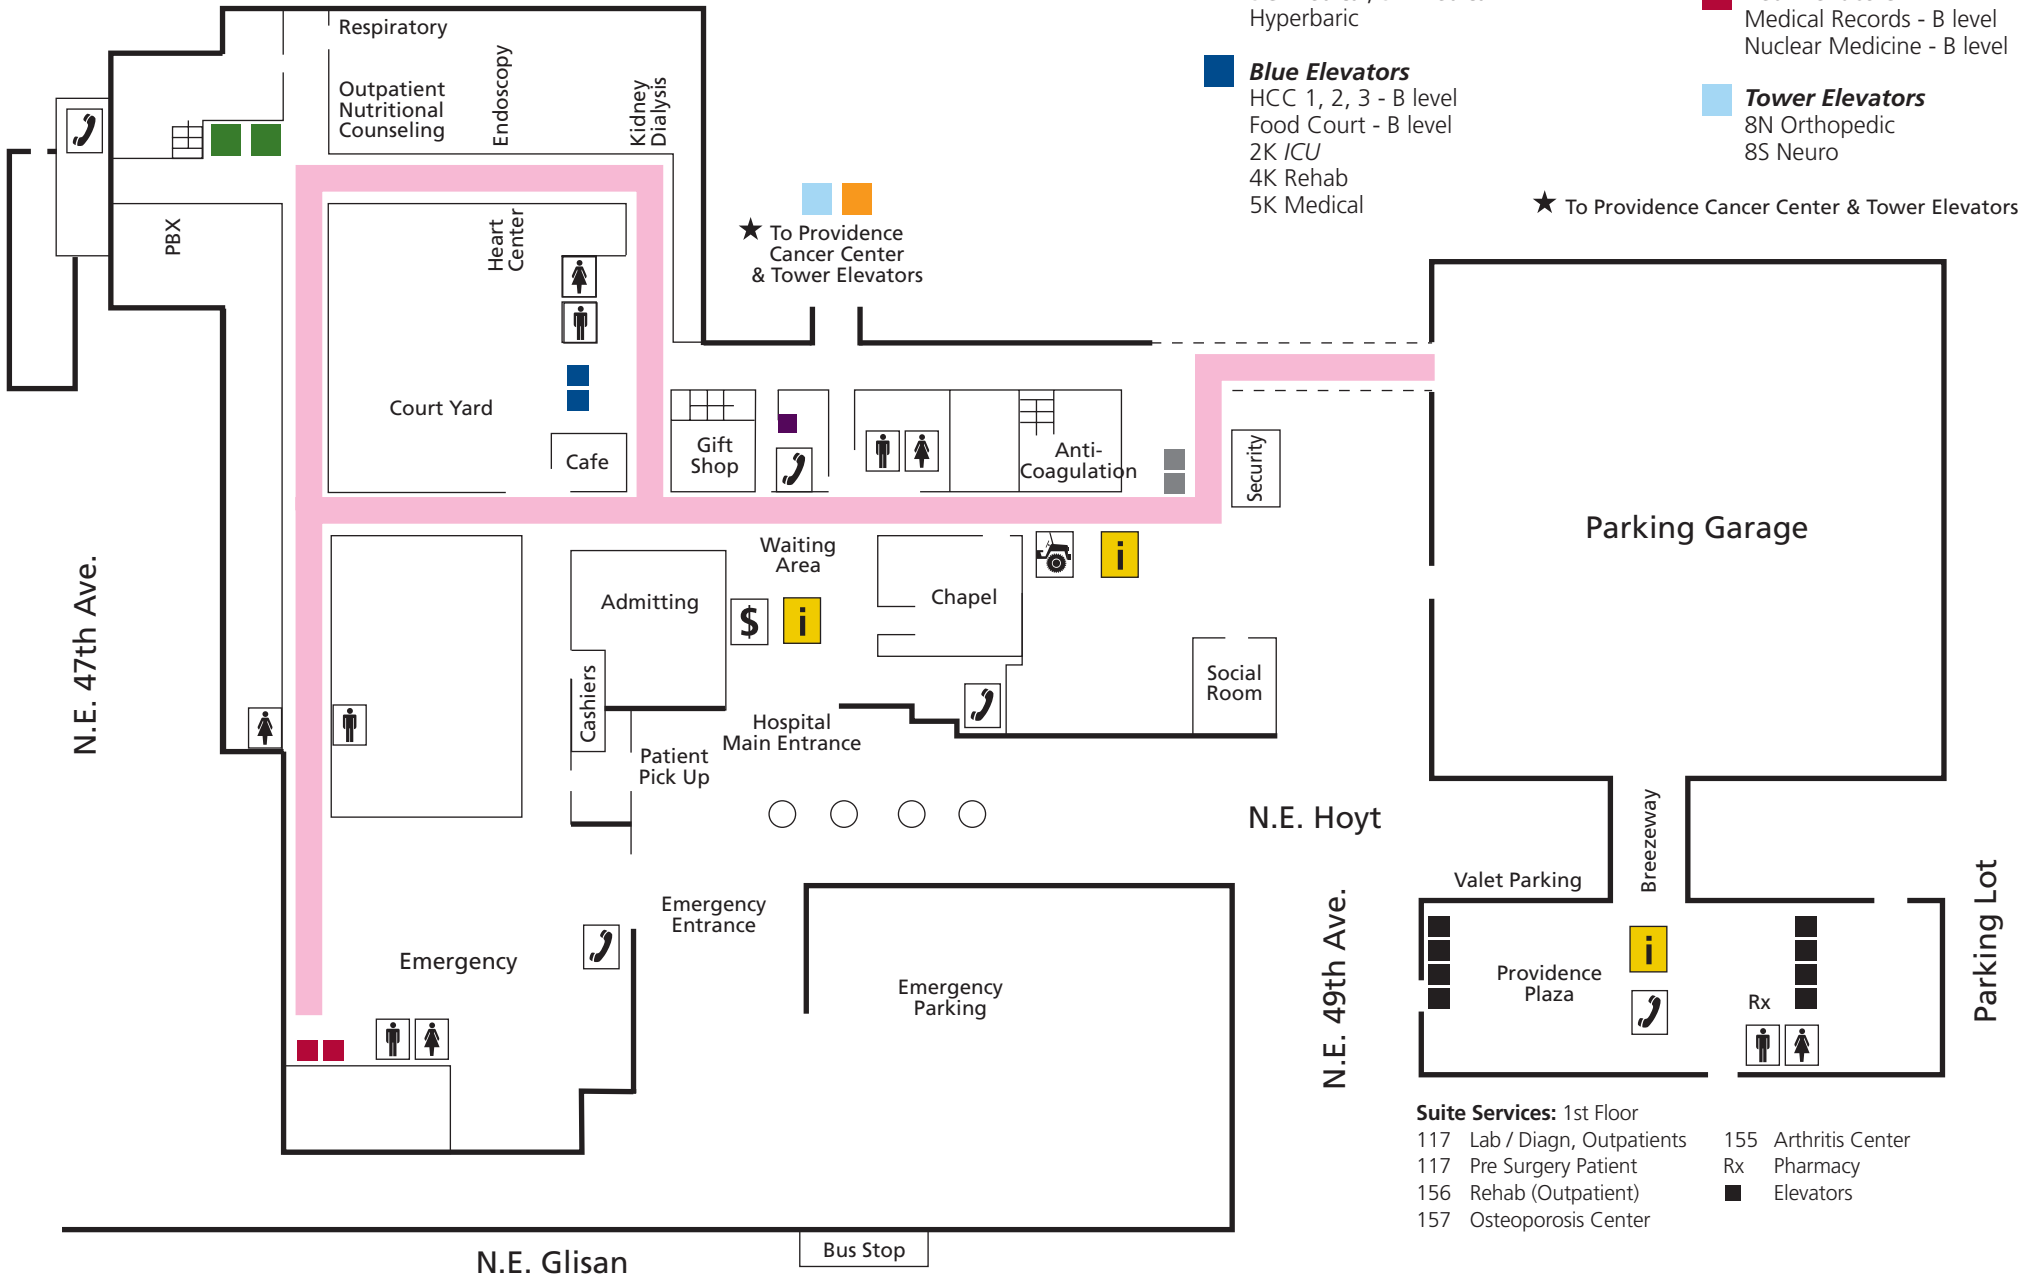 Hyperbaric
Blue Elevators
HCC 1, 2, 3 - B level
Food Court - B level
2K ICU
4K Rehab
5K Medical
Medical Records - B level
Nuclear Medicine - B level
Tower Elevators
8N Orthopedic
8S Neuro
★ To Providence Cancer Center & Tower Elevators
Respiratory
Outpatient
Nutritional
Counseling
Endoscopy
Kidney
Dialysis
PBX
Heart
Center
★ To Providence
Cancer Center
& Tower Elevators
Court Yard
Cafe
Gift
Shop
Anti-
Coagulation
Security
Parking Garage
Waiting
Area
Admitting
$
i
Chapel
i
Cashiers
Social
Room
Hospital
Main Entrance
Patient
Pick Up
N.E. 47th Ave.
N.E. Hoyt
Breezeway
Valet Parking
Emergency
Entrance
Emergency
Emergency
Parking
N.E. 49th Ave.
Providence
Plaza
i
Rx
Parking Lot
Suite Services: 1st Floor
117 Lab / Diagn, Outpatients
117 Pre Surgery Patient
156 Rehab (Outpatient)
157 Osteoporosis Center
155 Arthritis Center
Rx Pharmacy
Elevators
Bus Stop
N.E. Glisan